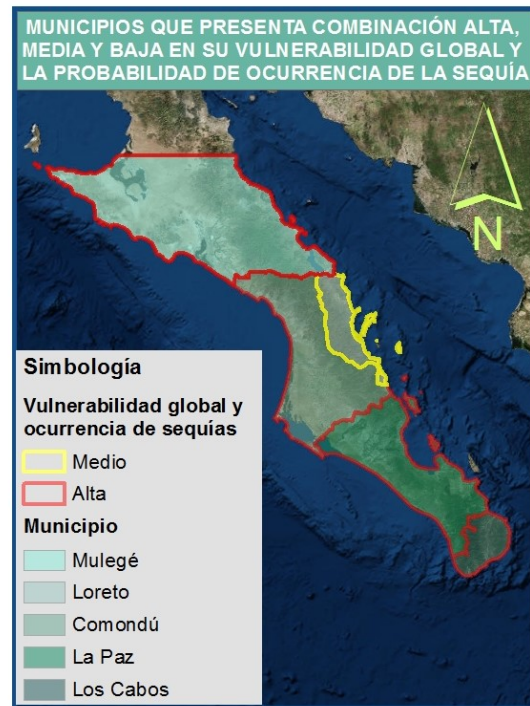 MUNICIPIOS QUE PRESENTA COMBINACIÓN ALTA,
MEDIA Y BAJA EN SU VULNERABILIDAD GLOBAL Y
LA PROBABILIDAD DE OCURRENCIA DE LA SEQUÍA
N
Simbología
Vulnerabilidad global y
ocurrencia de sequías
Medio
Alta
Municipio
Mulegé
Loreto
Comondú
La Paz
Los Cabos